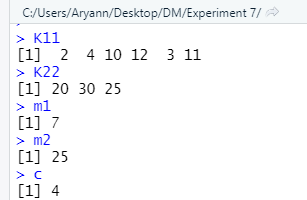 C:/Users/Aryann/Desktop/DM/Experiment 7/
> K11
[1]  2  4 10 12  3 11
> K22
[1] 20 30 25
> m1
[1] 7
> m2
[1] 25
> c
[1] 4